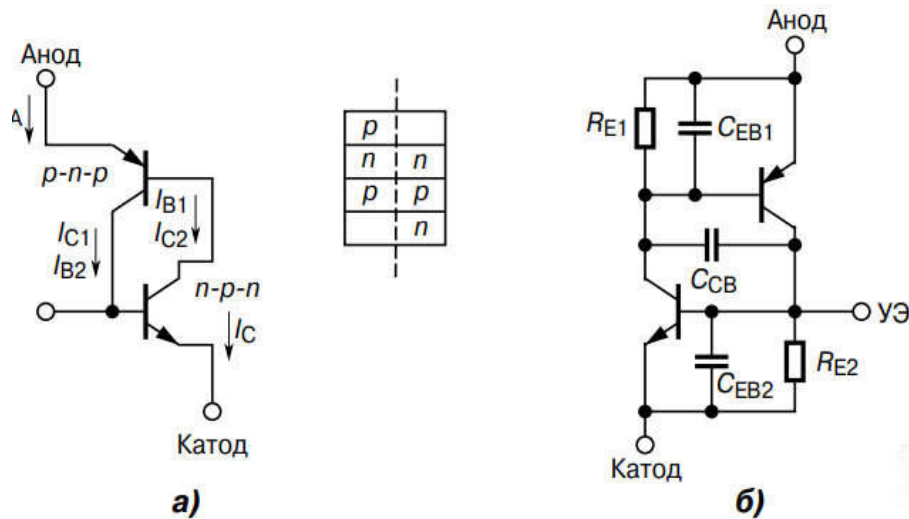 Анод
A
p-n-p
I_B1
I_C2
I_C1
I_B2
n-p-n
I_C
Катод
p
n n
p p
n
а)
Анод
R_E1
C_EB1
C_CB
УЭ
R_E2
C_EB2
Катод
б)